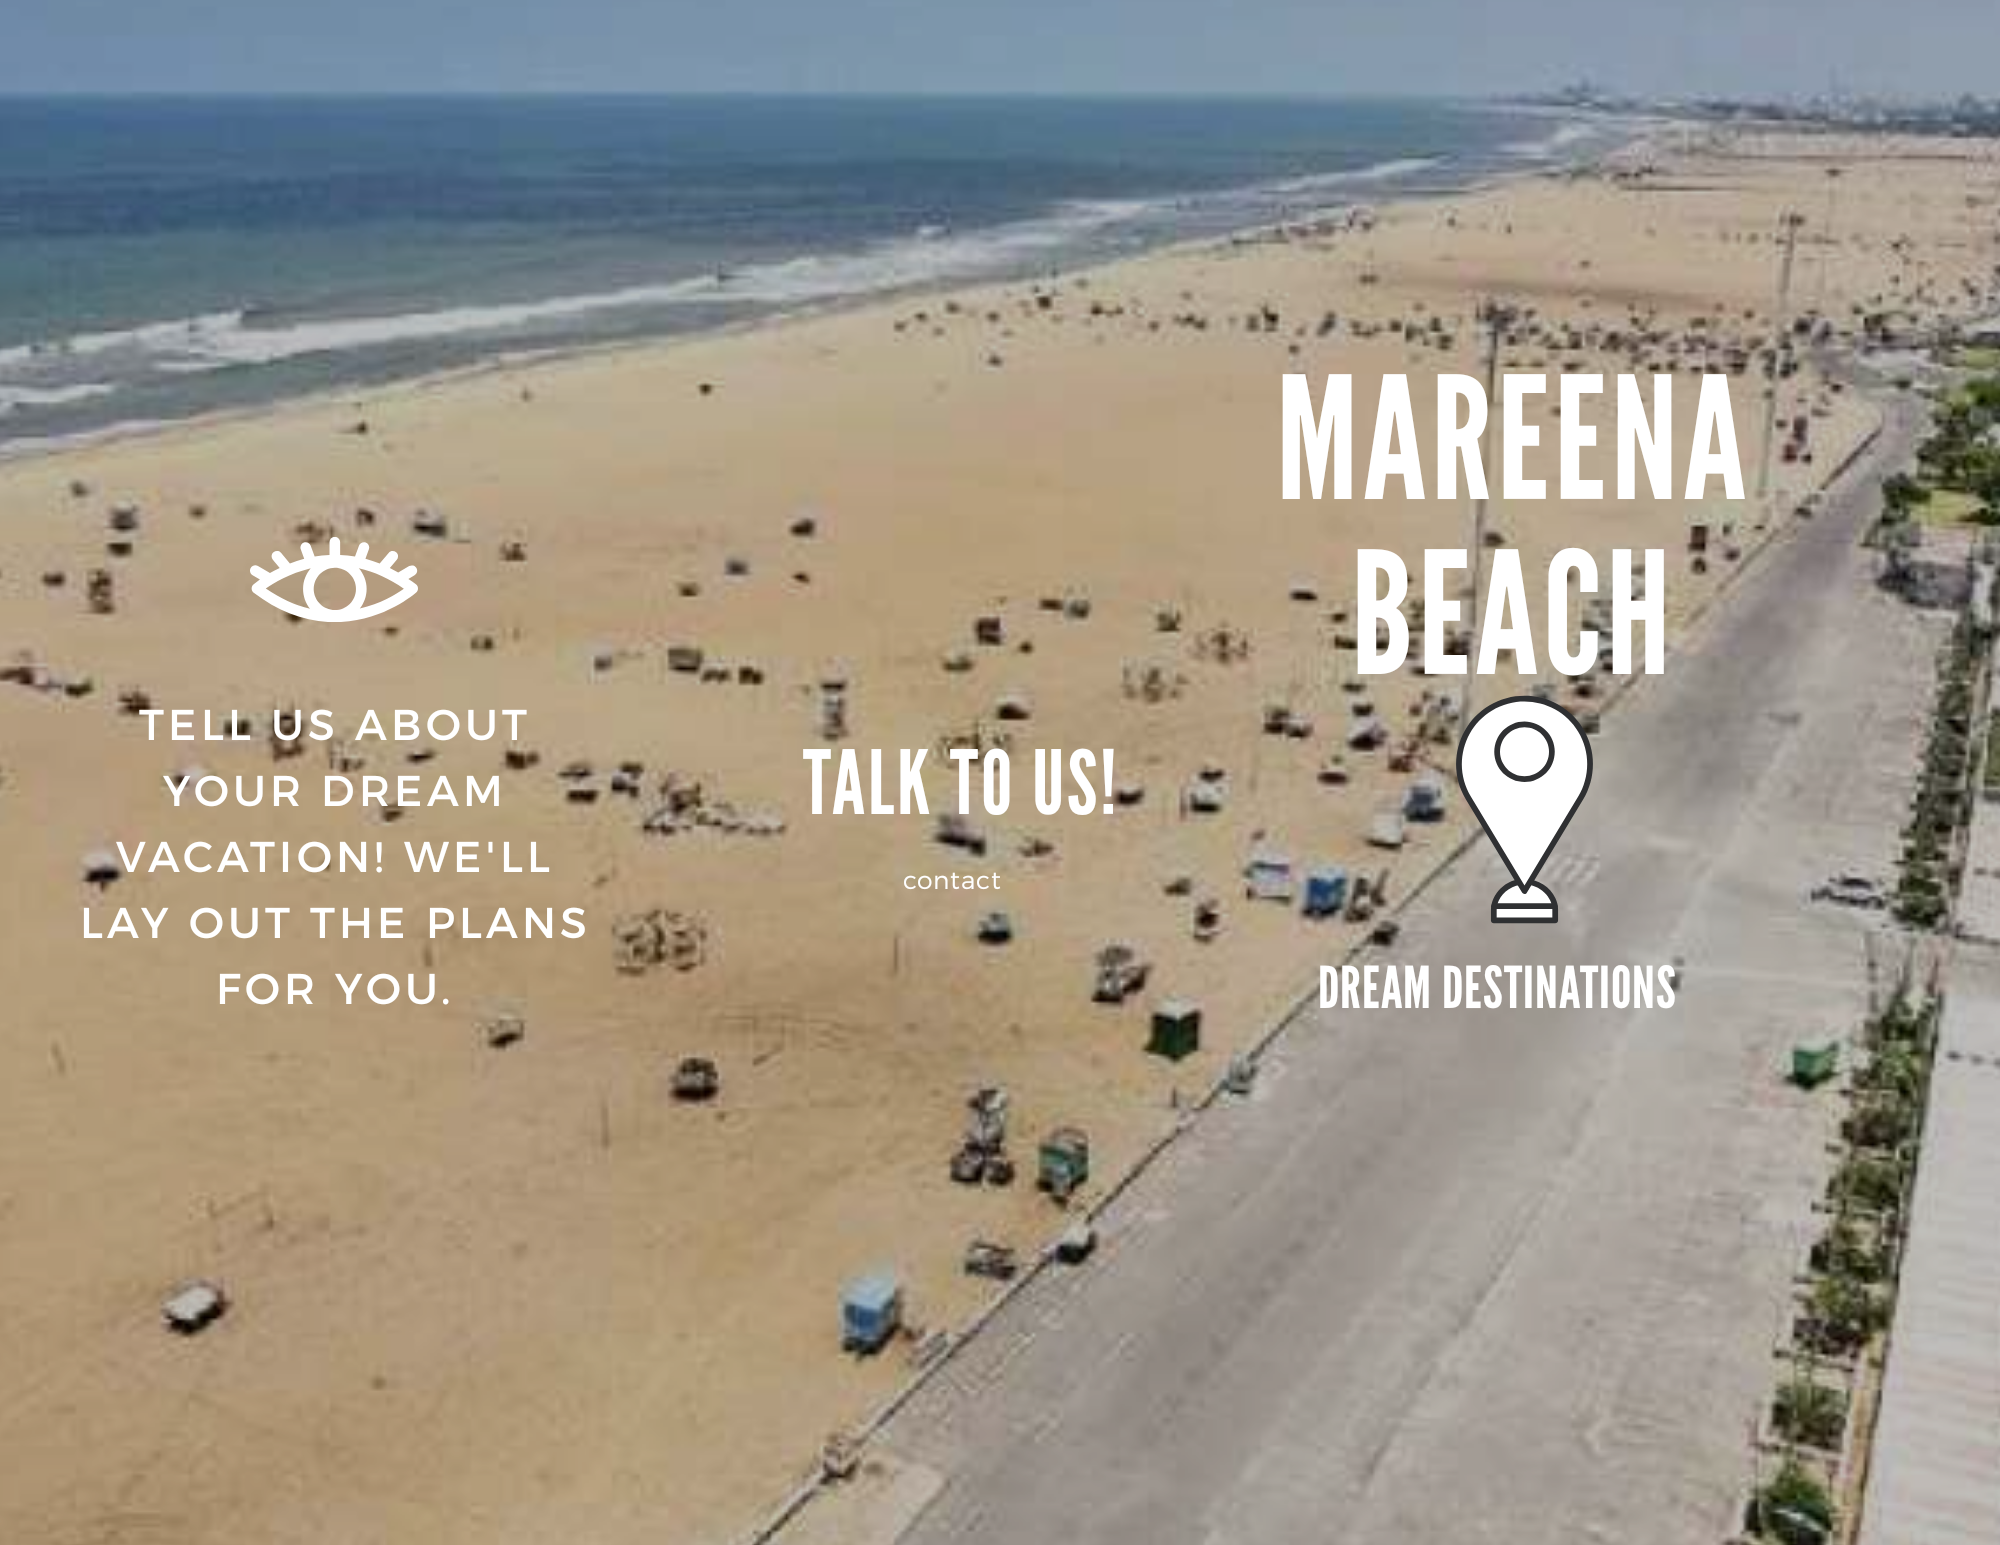 TELL US ABOUT
YOUR DREAM
VACATION! WE'LL
LAY OUT THE PLANS
FOR YOU.
TALK TO US!
contact
MAREENA
BEACH
DREAM DESTINATIONS